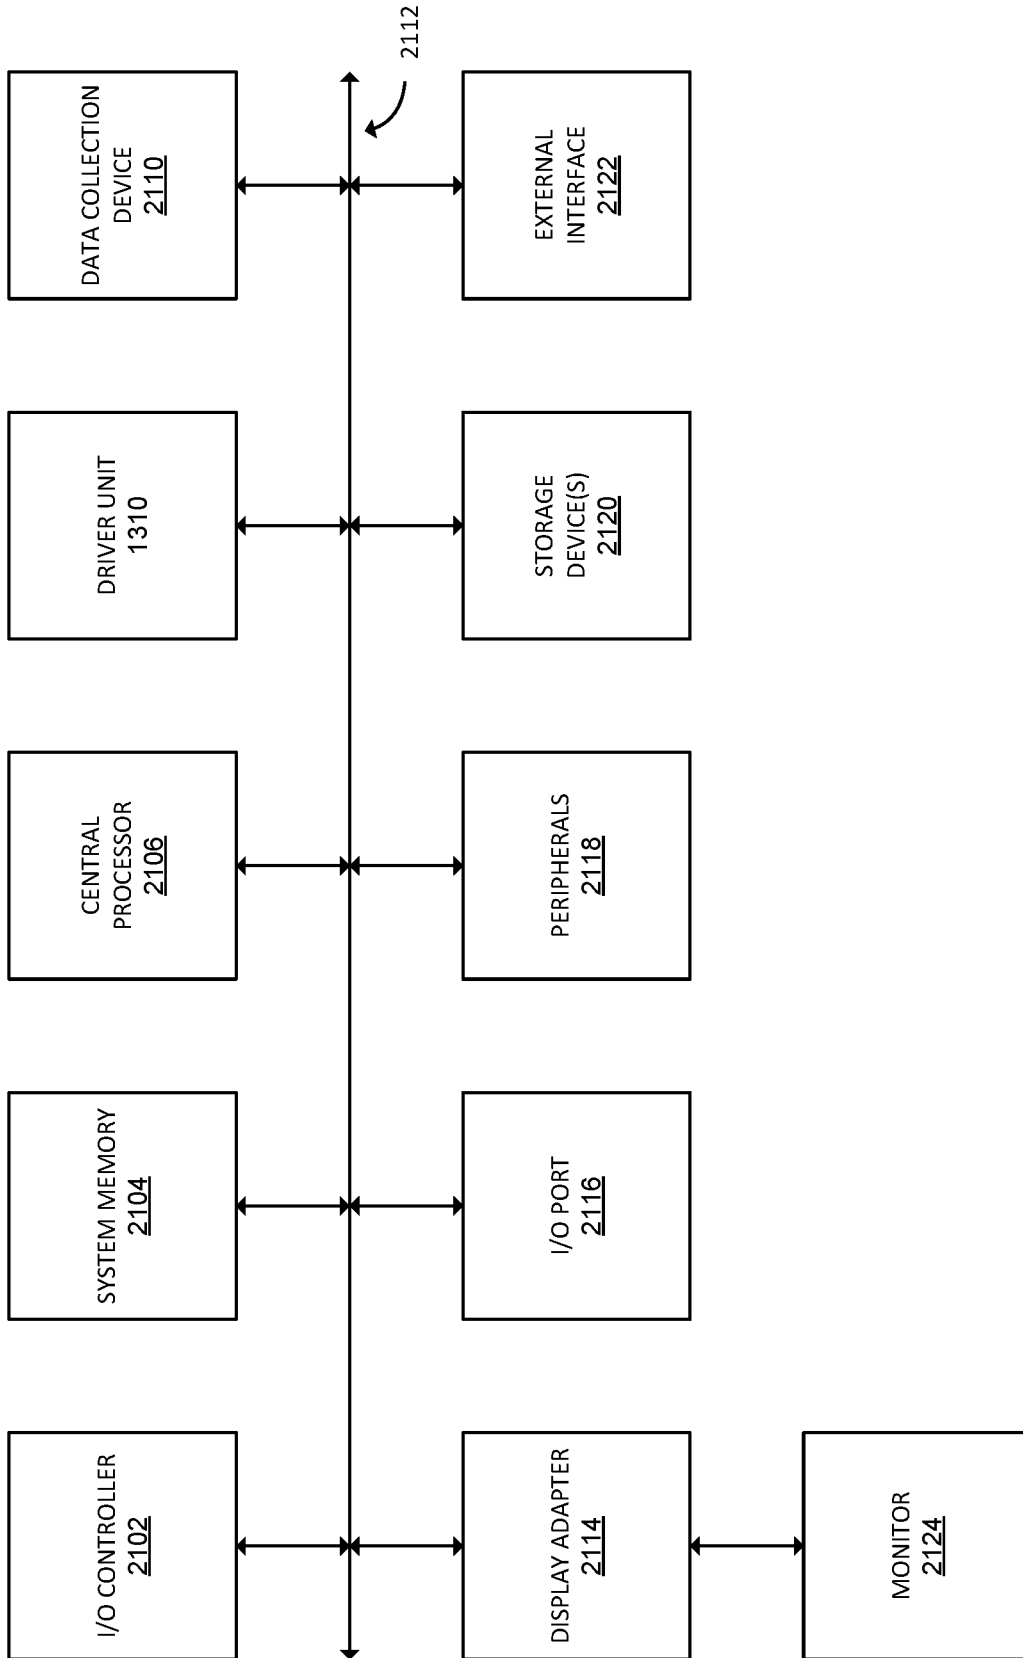 I/O CONTROLLER
2102
SYSTEM MEMORY
2104
CENTRAL
PROCESSOR
2106
DRIVER UNIT
1310
DATA COLLECTION
DEVICE
2110
2112
DISPLAY ADAPTER
2114
I/O PORT
2116
PERIPHERALS
2118
STORAGE
DEVICE(S)
2120
EXTERNAL
INTERFACE
2122
MONITOR
2124